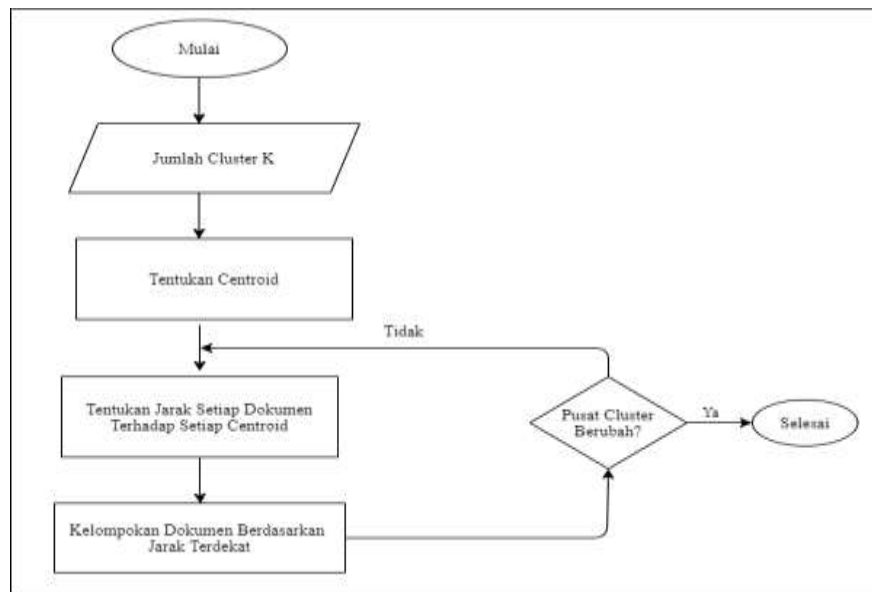 Mulai
Jumlah Cluster K
Tentukan Centroid
Tidak
Tentukan Jarak Setiap Dokumen
Terhadap Setiap Centroid
Kelompokan Dokumen Berdasarkan
Jarak Terdekat
Pusat Cluster
Berubah?
Ya
Selesai